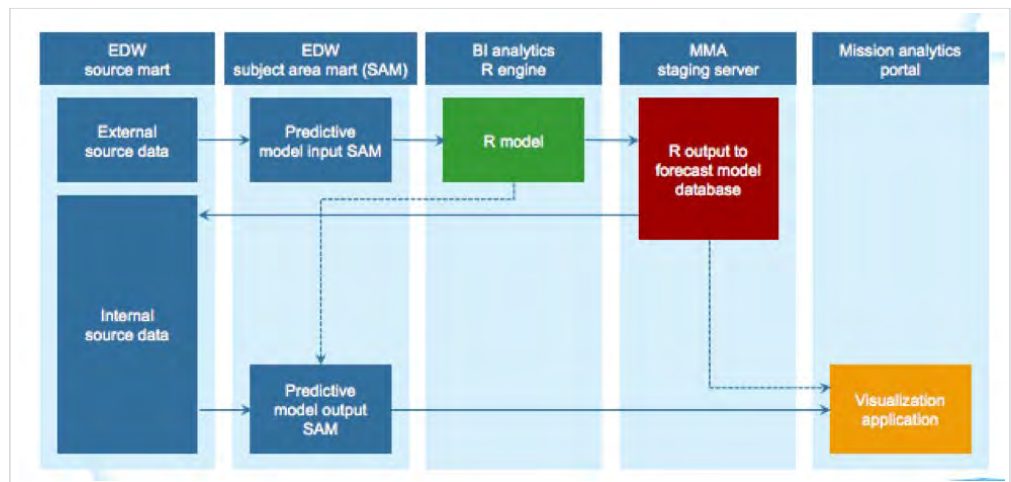 EDW
source mart
EDW
subject area mart (SAM)
BI analytics
R engine
MMA
staging server
Mission analytics
portal
External
source data
Predictive
model input SAM
R model
R output to
forecast model
database
Internal
source data
Predictive
model output
SAM
Visualization
application